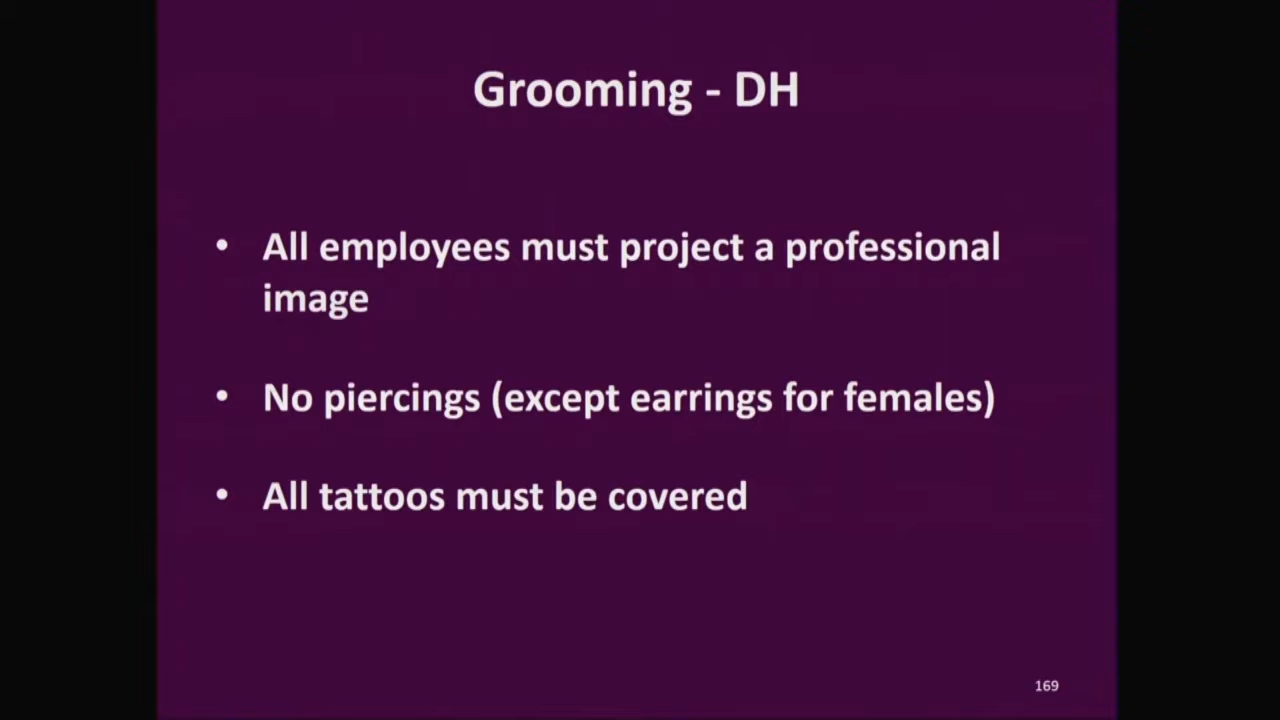 Grooming - DH
• All employees must project a professional
image
• No piercings (except earrings for females)
• All tattoos must be covered
169